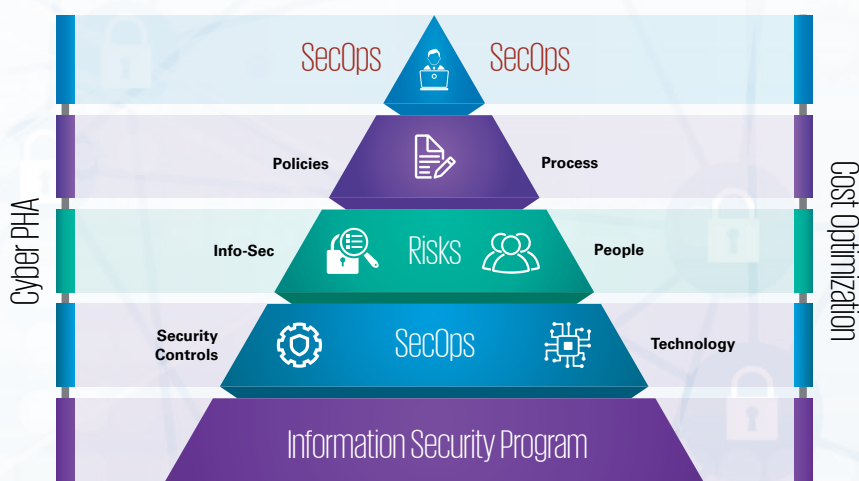 SecOps SecOps
Policies Process
Cyber PHA
Cost Optimization
Info-Sec Risks People
Security
Controls
SecOps Technology
Information Security Program